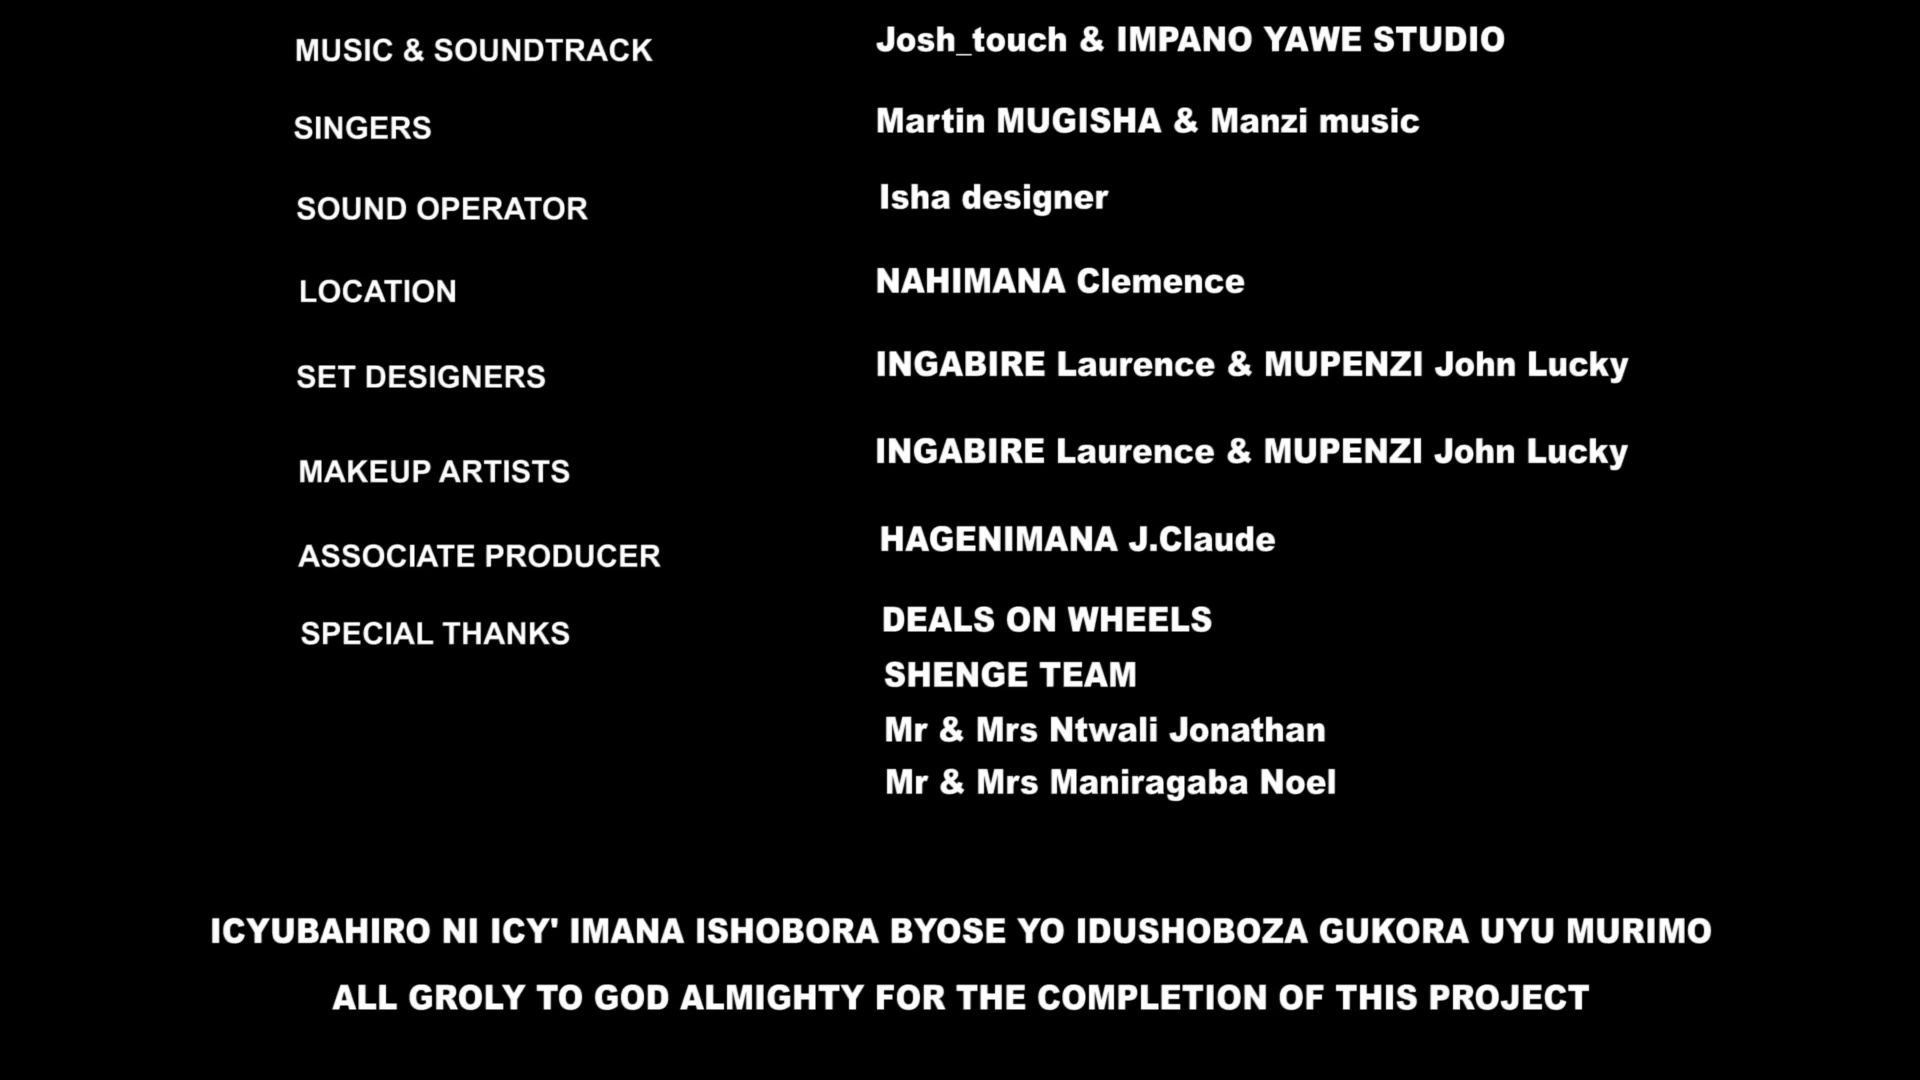 MUSIC & SOUNDTRACK Josh_touch & IMPANO YAWE STUDIO
SINGERS Martin MUGISHA & Manzi music
SOUND OPERATOR Isha designer
LOCATION NAHIMANA Clemence
SET DESIGNERS INGABIRE Laurence & MUPENZI John Lucky
MAKEUP ARTISTS INGABIRE Laurence & MUPENZI John Lucky
ASSOCIATE PRODUCER HAGENIMANA J.Claude
SPECIAL THANKS DEALS ON WHEELS
SHENGE TEAM
Mr & Mrs Ntwali Jonathan
Mr & Mrs Maniragaba Noel
ICYUBAHIRO NI ICY' IMANA ISHOBORA BYOSE YO IDUSHOBOZA GUKORA UYU MURIMO
ALL GROLY TO GOD ALMIGHTY FOR THE COMPLETION OF THIS PROJECT